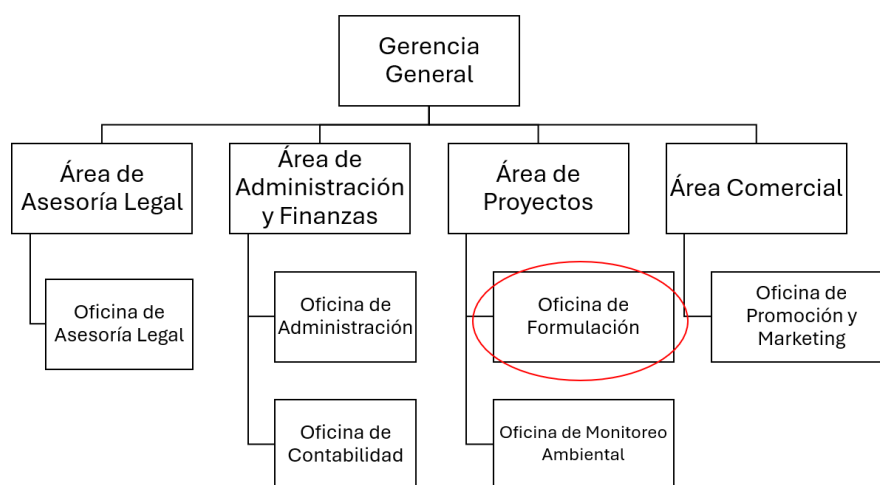 Gerencia
General
Área de
Asesoría Legal
Área de
Administración
y Finanzas
Área de
Proyectos
Área Comercial
Oficina de
Asesoría Legal
Oficina de
Administración
Oficina de
Formulación
Oficina de
Promoción y
Marketing
Oficina de
Contabilidad
Oficina de Monitoreo
Ambiental